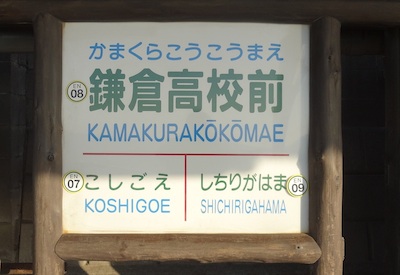 かまくらこうこうまえ
EN
08
鎌倉高校前
KAMAKURAKŌKŌMAE
EN
07
こしごえ
KOSHIGOE
しちりがはま
SHICHIRIGAHAMA
EN
09